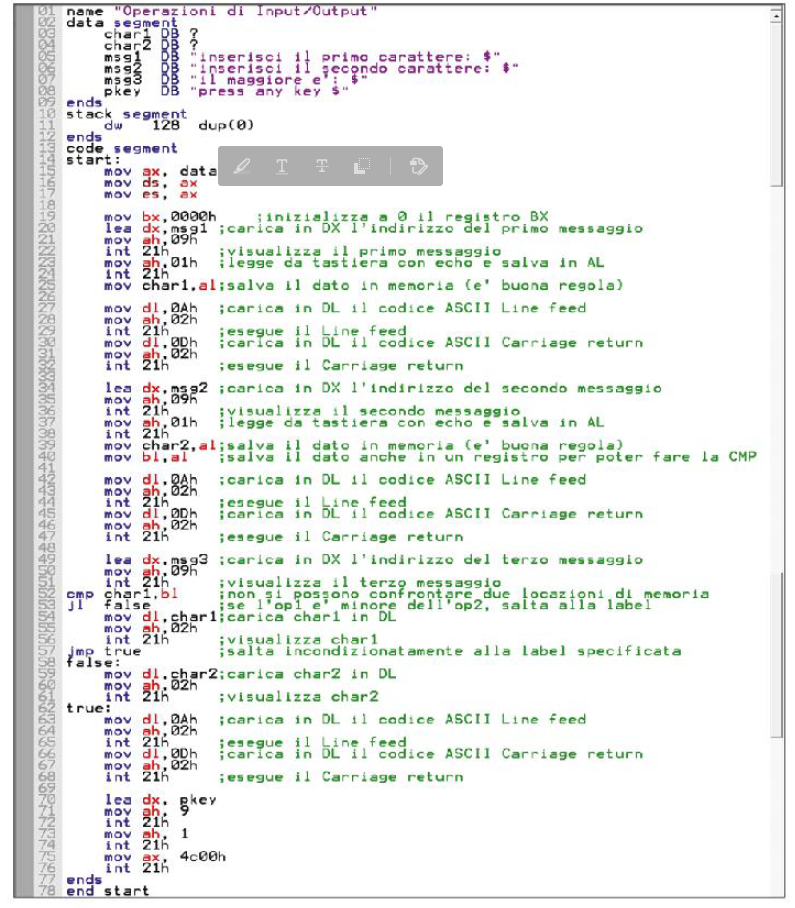 01 name "Operazioni di Input/Output"
02 data segment
03 char1 DB ?
04 char2 DB ?
05 msg1 DB "inserisci il primo carattere: $"
06 msg2 DB "inserisci il secondo carattere: $"
07 msg3 DB "il maggiore e': $"
08 pkey DB "press any key $"
09 ends
10 stack segment
11 dw 128 dup(0)
12 ends
13 code segment
14 start:
15 mov ax, data
16 mov ds, ax
17 mov es, ax
18
19 mov bx,0000h ;inizializza a 0 il registro BX
20 lea dx,msg1 ;carica in DX l'indirizzo del primo messaggio
21 mov ah,09h
22 int 21h ;visualizza il primo messaggio
23 mov ah,01h ;legge da tastiera con echo e salva in AL
24 int 21h
25 mov char1,al;salva il dato in memoria (e' buona regola)
26
27 mov dl,0Ah ;carica in DL il codice ASCII Line feed
28 mov ah,02h
29 int 21h ;esegue il Line feed
30 mov dl,0Dh ;carica in DL il codice ASCII Carriage return
31 mov ah,02h
32 int 21h ;esegue il Carriage return
33
34 lea dx,msg2 ;carica in DX l'indirizzo del secondo messaggio
35 mov ah,09h
36 int 21h ;visualizza il secondo messaggio
37 mov ah,01h ;legge da tastiera con echo e salva in AL
38 int 21h
39 mov char2,al;salva il dato in memoria (e' buona regola)
40 mov bl,al ;salva il dato anche in un registro per poter fare la CMP
41
42 mov dl,0Ah ;carica in DL il codice ASCII Line feed
43 mov ah,02h
44 int 21h ;esegue il Line feed
45 mov dl,0Dh ;carica in DL il codice ASCII Carriage return
46 mov ah,02h
47 int 21h ;esegue il Carriage return
48
49 lea dx,msg3 ;carica in DX l'indirizzo del terzo messaggio
50 mov ah,09h
51 int 21h ;visualizza il terzo messaggio
52 cmp char1,bl ;non si possono confrontare due locazioni di memoria
53 jl false ;se l'op1 e' minore dell'op2, salta alla label
54 mov dl,char1;carica char1 in DL
55 mov ah,02h
56 int 21h ;visualizza char1
57 jmp true ;salta incondizionatamente alla label specificata
58 false:
59 mov dl,char2;carica char2 in DL
60 mov ah,02h
61 int 21h ;visualizza char2
62 true:
63 mov dl,0Ah ;carica in DL il codice ASCII Line feed
64 mov ah,02h
65 int 21h ;esegue il Line feed
66 mov dl,0Dh ;carica in DL il codice ASCII Carriage return
67 mov ah,02h
68 int 21h ;esegue il Carriage return
69
70 lea dx, pkey
71 mov ah, 9
72 int 21h
73 mov ah, 1
74 int 21h
75 mov ax, 4c00h
76 int 21h
77 ends
78 end start